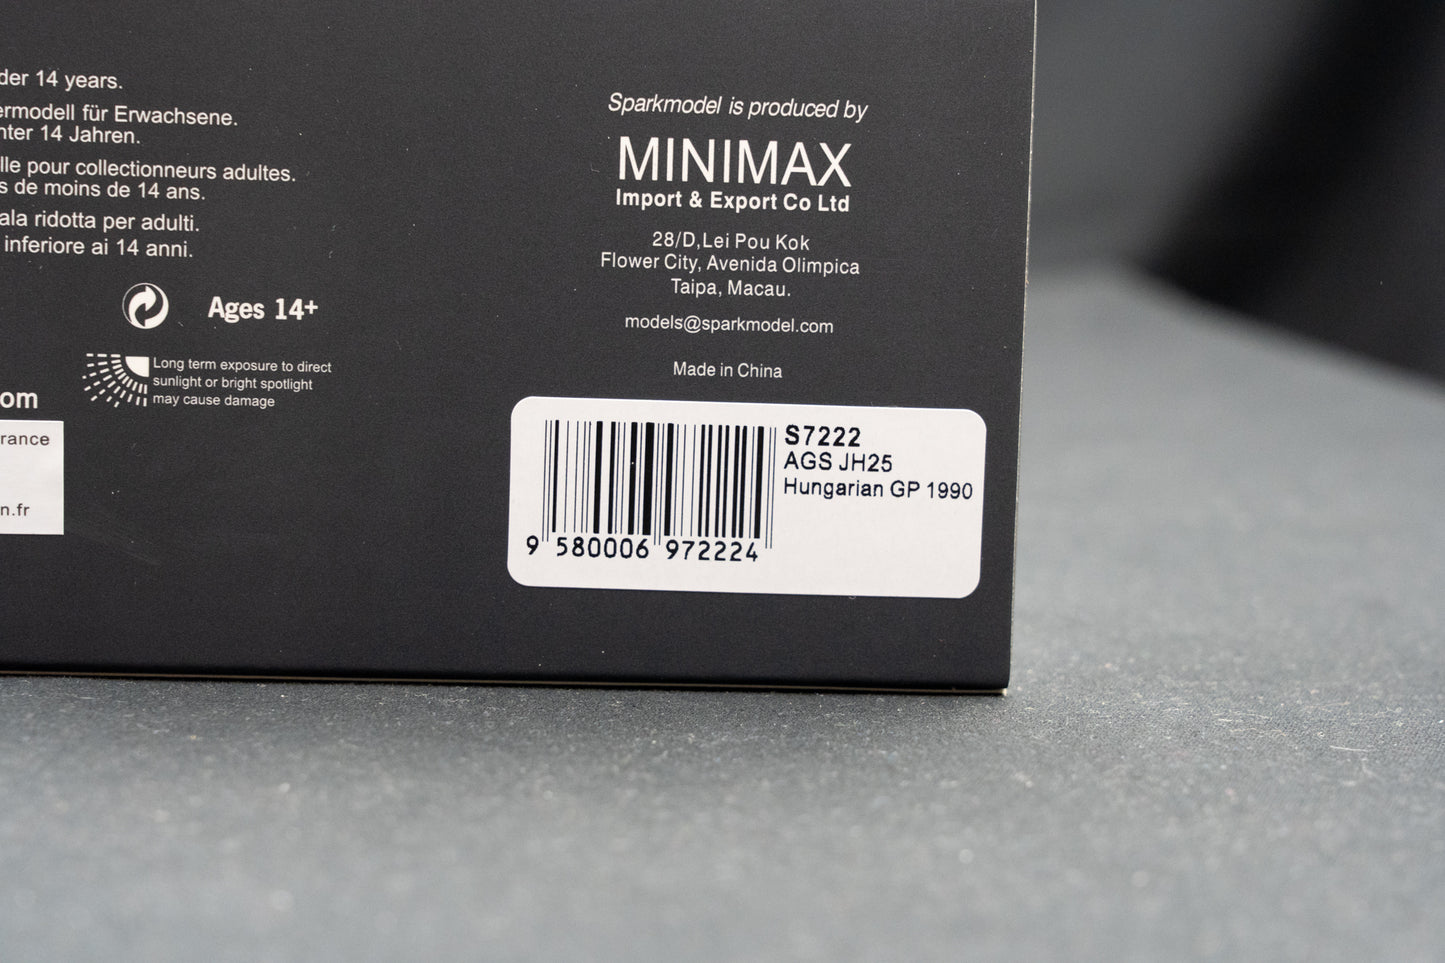 der 14 years.
ermodell für Erwachsene.
nter 14 Jahren.
lle pour collectionneurs adultes.
s de moins de 14 ans.
ala ridotta per adulti.
inferiore ai 14 anni.
Ages 14+
Long term exposure to direct
sunlight or bright spotlight
may cause damage
om
rance
n.fr
Sparkmodel is produced by
MINIMAX
Import & Export Co Ltd
28/D,Lei Pou Kok
Flower City, Avenida Olimpica
Taipa, Macau.
models@sparkmodel.com
Made in China
S7222
AGS JH25
Hungarian GP 1990
9 580006 972224